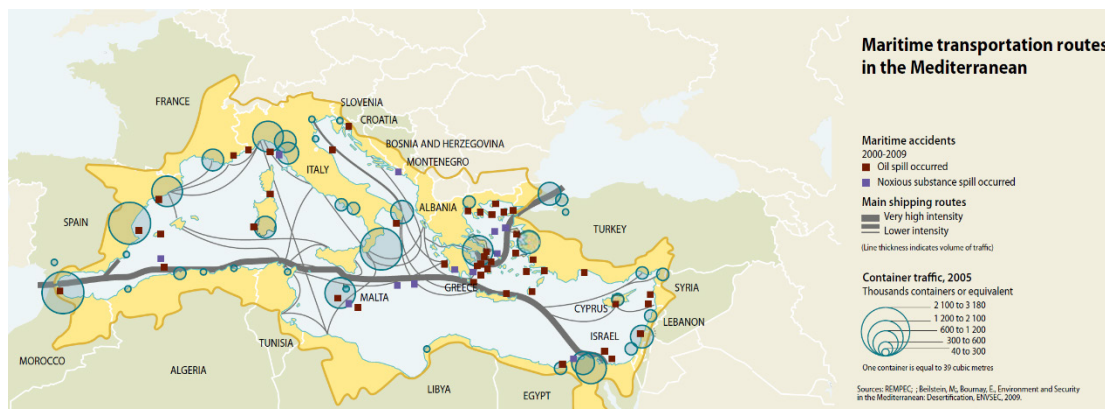 Maritime transportation routes
in the Mediterranean
Maritime accidents
2000-2009
Oil spill occurred
Noxious substance spill occurred
Main shipping routes
Very high intensity
Lower intensity
(Line thickness indicates volume of traffic)
Container traffic, 2005
Thousands containers or equivalent
2 100 to 3 180
1 200 to 2 100
600 to 1 200
300 to 600
40 to 300
One container is equal to 39 cubic metres
Sources: REMPEC; ; Beilstein, M.; Bournay, E., Environment and Security
in the Mediterranean: Desertification, ENVSEC, 2009.
FRANCE
SLOVENIA
CROATIA
BOSNIA AND HERZEGOVINA
MONTENEGRO
ITALY
ALBANIA
SPAIN
TURKEY
GREECE
SYRIA
CYPRUS
LEBANON
MALTA
ISRAEL
MOROCCO
ALGERIA
TUNISIA
LIBYA
EGYPT